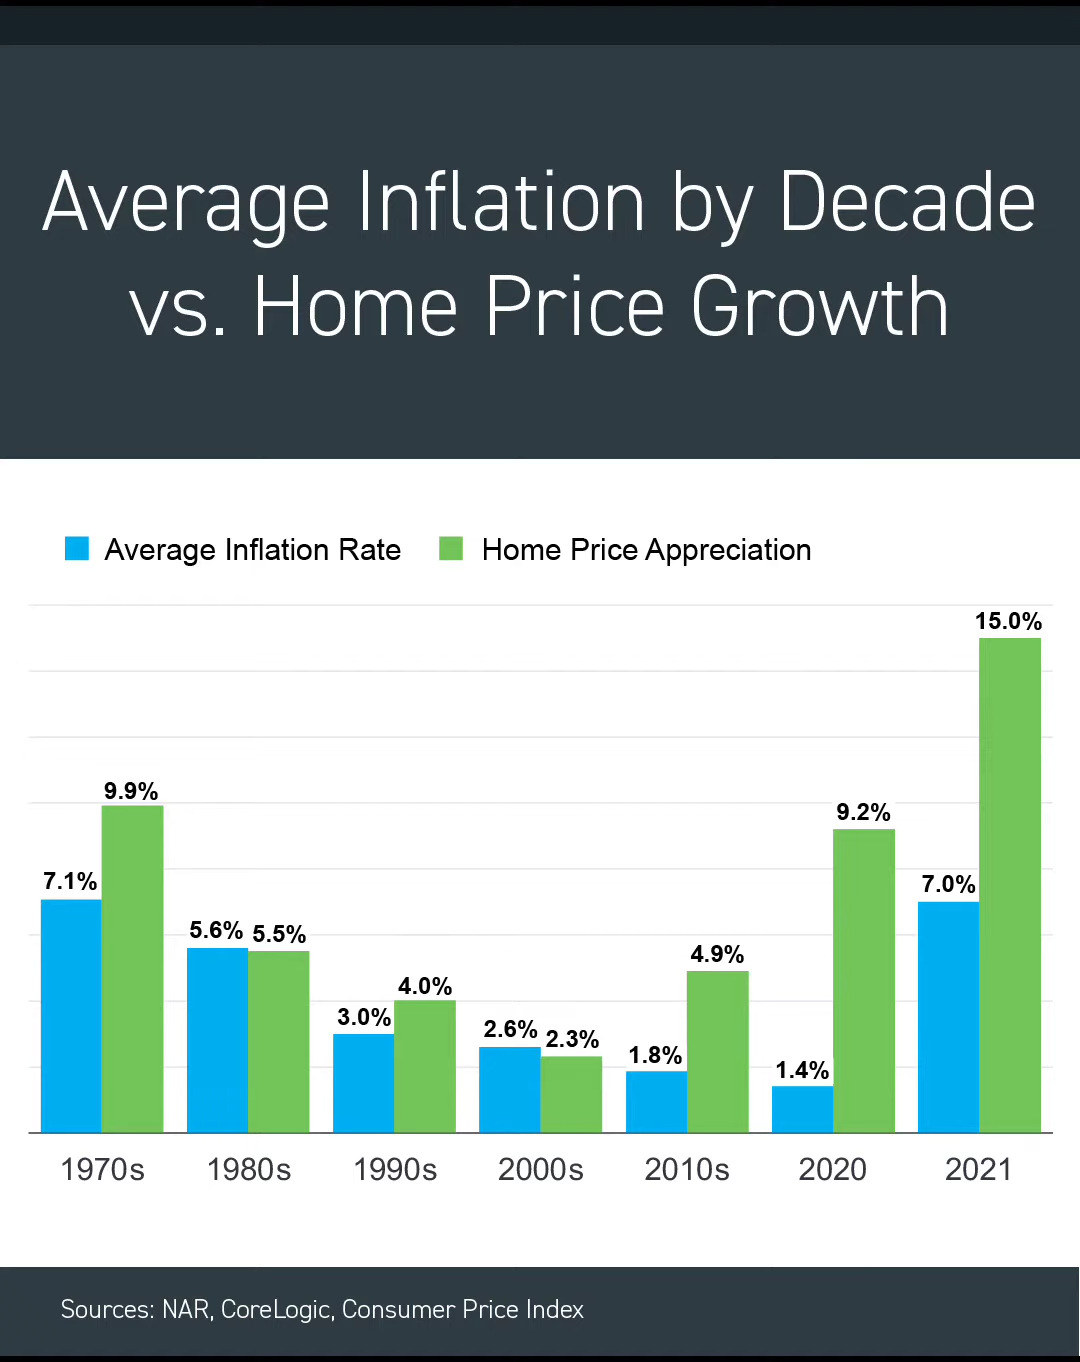 Average Inflation by Decade
vs. Home Price Growth
Average Inflation Rate Home Price Appreciation
15.0%
9.9%
9.2%
7.1%
7.0%
5.6% 5.5%
4.9%
4.0%
3.0%
2.6% 2.3%
1.8%
1.4%
1970s 1980s 1990s 2000s 2010s 2020 2021
Sources: NAR, CoreLogic, Consumer Price Index